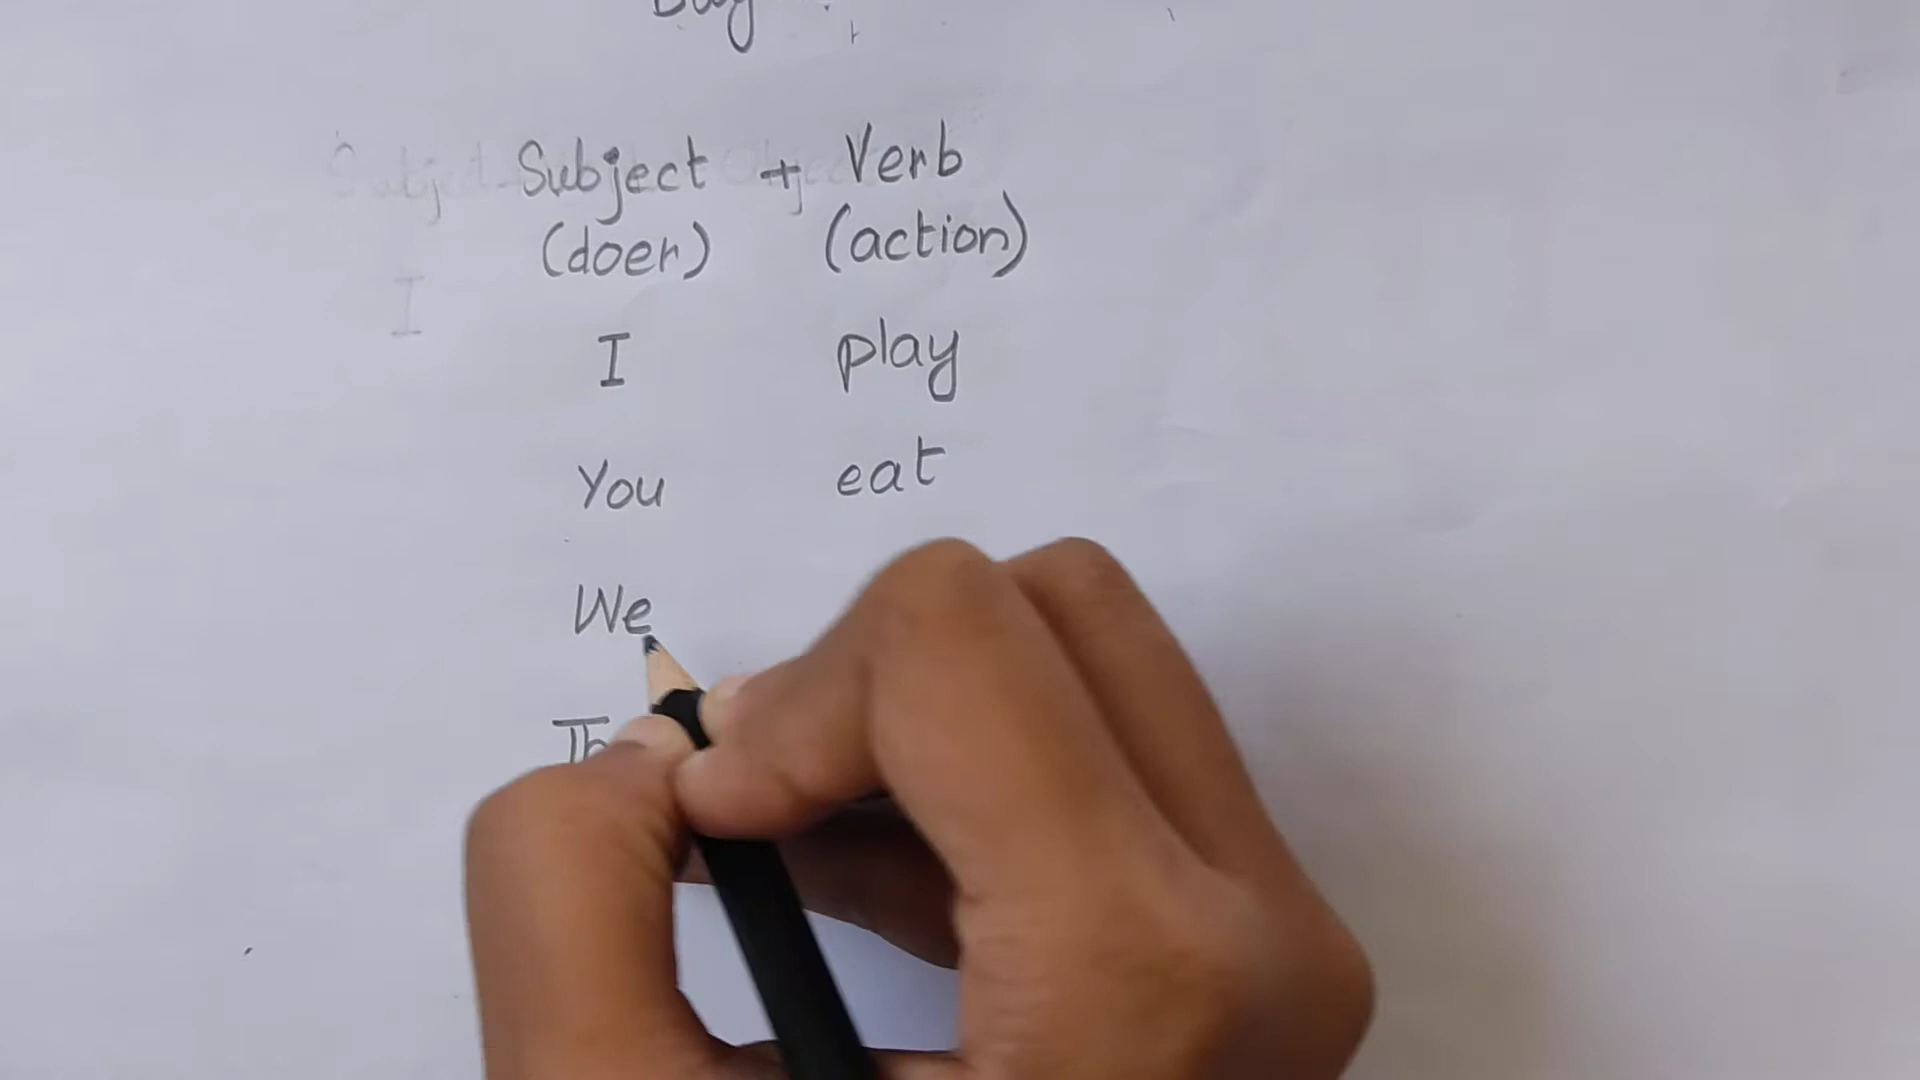 Subject + Verb
(doer) (action)
I play
You eat
We